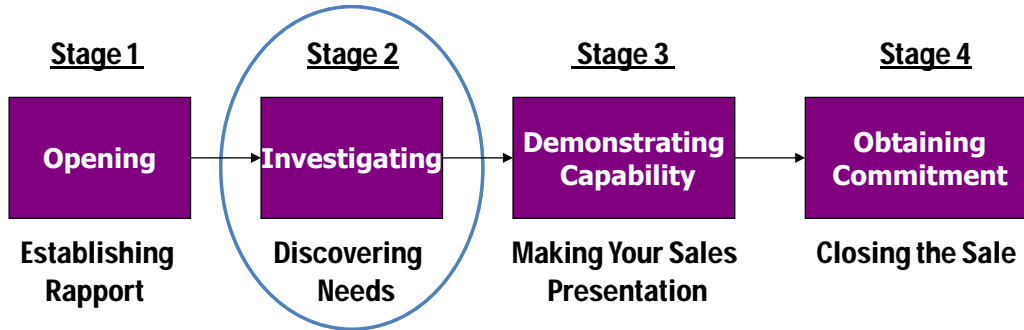 Stage 1
Stage 2
Stage 3
Stage 4
Opening
Investigating
Demonstrating
Capability
Obtaining
Commitment
Establishing
Rapport
Discovering
Needs
Making Your Sales
Presentation
Closing the Sale